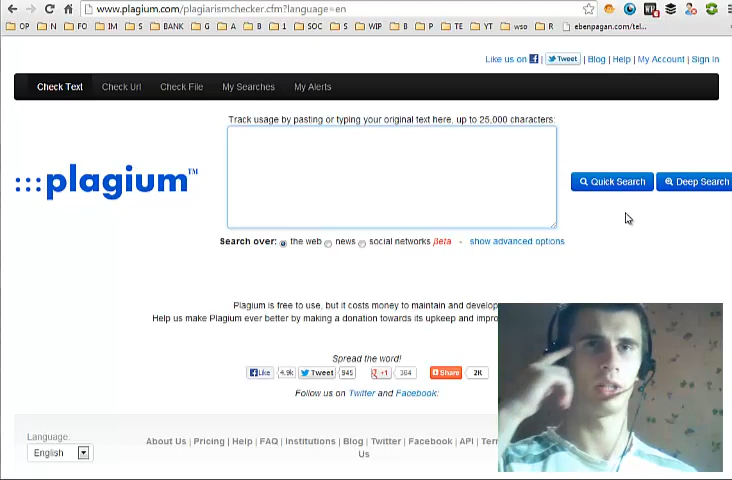 www.plagium.com/plagiarismchecker.cfm?language=en
OP N FO IM S BANK G A B 1 SOC S WIP B P TE YT wso R ebenpagan.com/tel...
Like us on | Tweet | Blog | Help | My Account | Sign In
Check Text Check Url Check File My Searches My Alerts
Track usage by pasting or typing your original text here, up to 25,000 characters:
:::plagium™
Quick Search Deep Search
Search over: the web news social networks βeta - show advanced options
Plagium is free to use, but it costs money to maintain and develop
Help us make Plagium ever better by making a donation towards its upkeep and impro
Spread the word!
Like 4.9k Tweet 945 +1 364 Share 2K
Follow us on Twitter and Facebook:
Language:
English
About Us | Pricing | Help | FAQ | Institutions | Blog | Twitter | Facebook | API | Term
Us